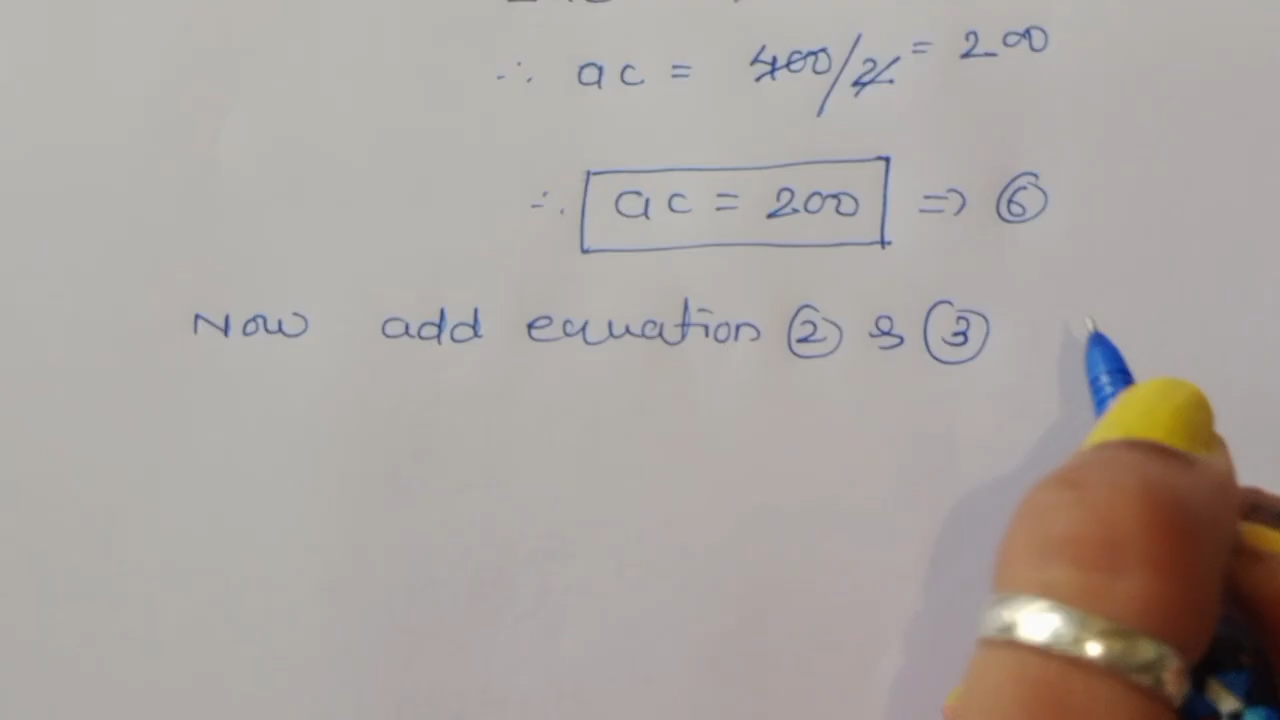 ∴ ac = 400/2 = 200
∴ ac = 200 => ⑥
Now add equation ② & ③